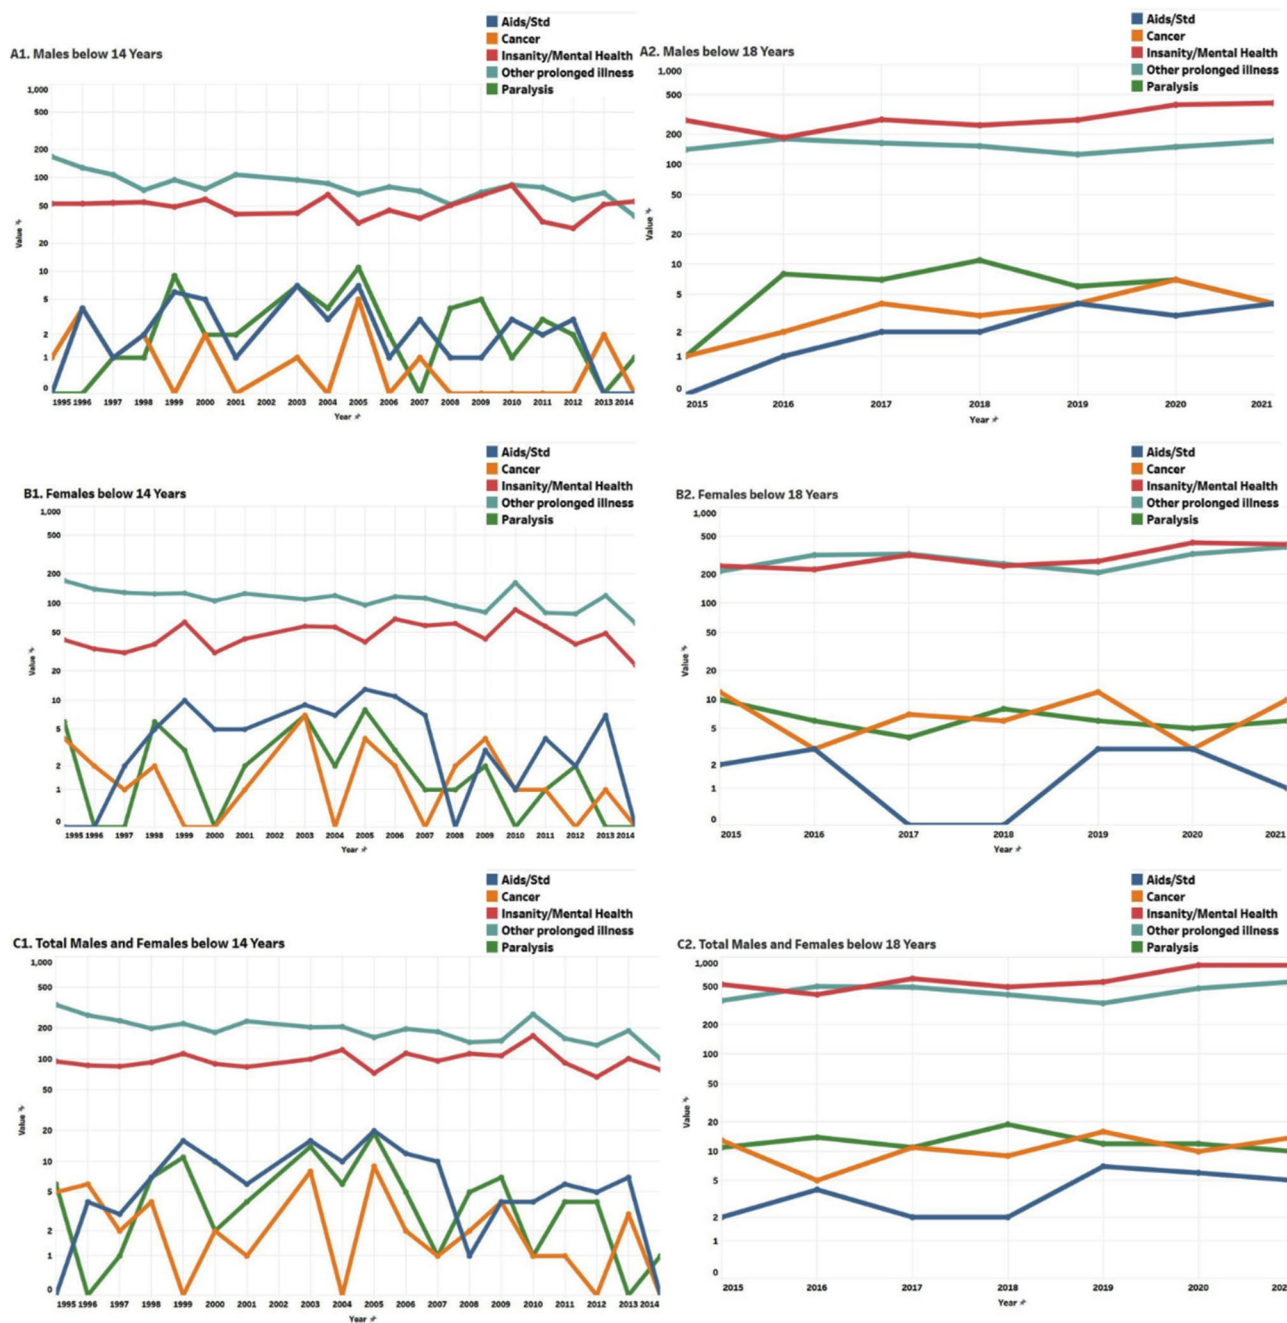 Aids/Std
Cancer
Insanity/Mental Health
Other prolonged illness
Paralysis
A1. Males below 14 Years
1,000
500
200
100
50
20
10
5
2
1
0
Value
1995 1996 1997 1998 1999 2000 2001 2002 2003 2004 2005 2006 2007 2008 2009 2010 2011 2012 2013 2014
Year
Aids/Std
Cancer
Insanity/Mental Health
Other prolonged illness
Paralysis
A2. Males below 18 Years
1,000
500
200
100
50
20
10
5
2
1
0
Value
2015 2016 2017 2018 2019 2020 2021
Year
Aids/Std
Cancer
Insanity/Mental Health
Other prolonged illness
Paralysis
B1. Females below 14 Years
1,000
500
200
100
50
20
10
5
2
1
0
Value
1995 1996 1997 1998 1999 2000 2001 2002 2003 2004 2005 2006 2007 2008 2009 2010 2011 2012 2013 2014
Year
Aids/Std
Cancer
Insanity/Mental Health
Other prolonged illness
Paralysis
B2. Females below 18 Years
1,000
500
200
100
50
20
10
5
2
1
0
Value
2015 2016 2017 2018 2019 2020 2021
Year
Aids/Std
Cancer
Insanity/Mental Health
Other prolonged illness
Paralysis
C1. Total Males and Females below 14 Years
1,000
500
200
100
50
20
10
5
2
1
0
Value
1995 1996 1997 1998 1999 2000 2001 2002 2003 2004 2005 2006 2007 2008 2009 2010 2011 2012 2013 2014
Year
Aids/Std
Cancer
Insanity/Mental Health
Other prolonged illness
Paralysis
C2. Total Males and Females below 18 Years
1,000
500
200
100
50
20
10
5
2
1
0
Value
2015 2016 2017 2018 2019 2020
Year